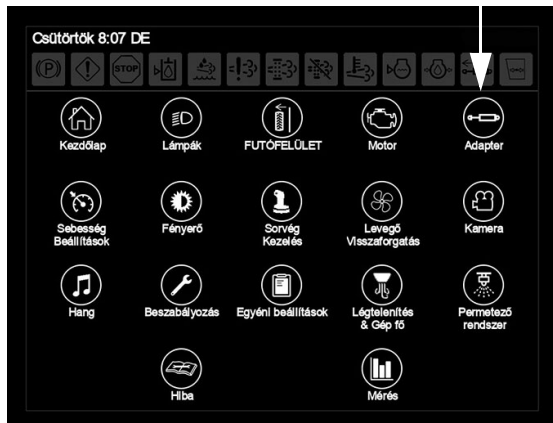 Csütörtök 8:07 DE
(P) STOP
Kezdőlap Lámpák FUTÓFELÜLET Motor Adapter
Sebesség Beállítások Fényerő Sorvég Kezelés Levegő Visszaforgatás Kamera
Hang Beszabályozás Egyéni beállítások Légtelenítés & Gép fő Permetező rendszer
Hiba Mérés